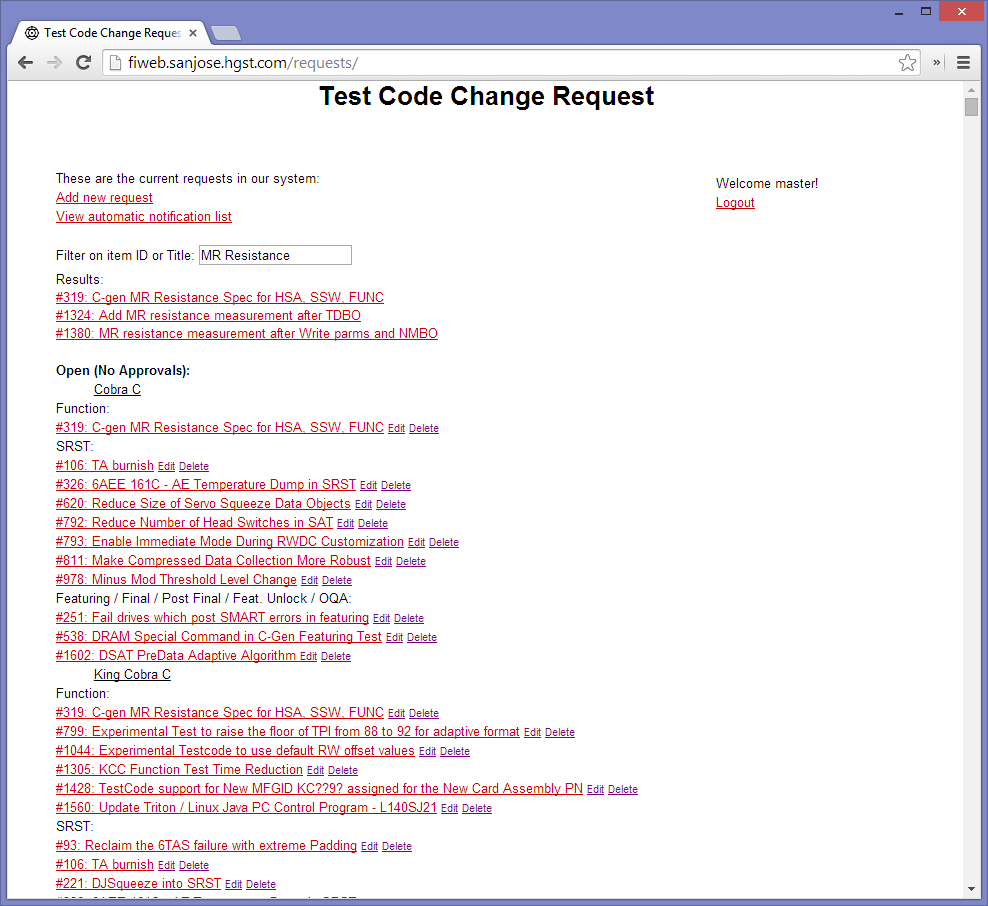 Test Code Change Reques
fiweb.sanjose.hgst.com/requests/
Test Code Change Request
These are the current requests in our system:
Welcome master!
Add new request
Logout
View automatic notification list
Filter on item ID or Title: MR Resistance
Results:
#319: C-gen MR Resistance Spec for HSA, SSW, FUNC
#1324: Add MR resistance measurement after TDBO
#1380: MR resistance measurement after Write parms and NMBO
Open (No Approvals):
Cobra C
Function:
#319: C-gen MR Resistance Spec for HSA, SSW, FUNC Edit Delete
SRST:
#106: TA burnish Edit Delete
#326: 6AEE 161C - AE Temperature Dump in SRST Edit Delete
#620: Reduce Size of Servo Squeeze Data Objects Edit Delete
#792: Reduce Number of Head Switches in SAT Edit Delete
#793: Enable Immediate Mode During RWDC Customization Edit Delete
#811: Make Compressed Data Collection More Robust Edit Delete
#978: Minus Mod Threshold Level Change Edit Delete
Featuring / Final / Post Final / Feat. Unlock / OQA:
#251: Fail drives which post SMART errors in featuring Edit Delete
#538: DRAM Special Command in C-Gen Featuring Test Edit Delete
#1602: DSAT PreData Adaptive Algorithm Edit Delete
King Cobra C
Function:
#319: C-gen MR Resistance Spec for HSA, SSW, FUNC Edit Delete
#799: Experimental Test to raise the floor of TPI from 88 to 92 for adaptive format Edit Delete
#1044: Experimental Testcode to use default RW offset values Edit Delete
#1305: KCC Function Test Time Reduction Edit Delete
#1428: TestCode support for New MFGID KC??9? assigned for the New Card Assembly PN Edit Delete
#1560: Update Triton / Linux Java PC Control Program - L140SJ21 Edit Delete
SRST:
#93: Reclaim the 6TAS failure with extreme Padding Edit Delete
#106: TA burnish Edit Delete
#221: DJSqueeze into SRST Edit Delete